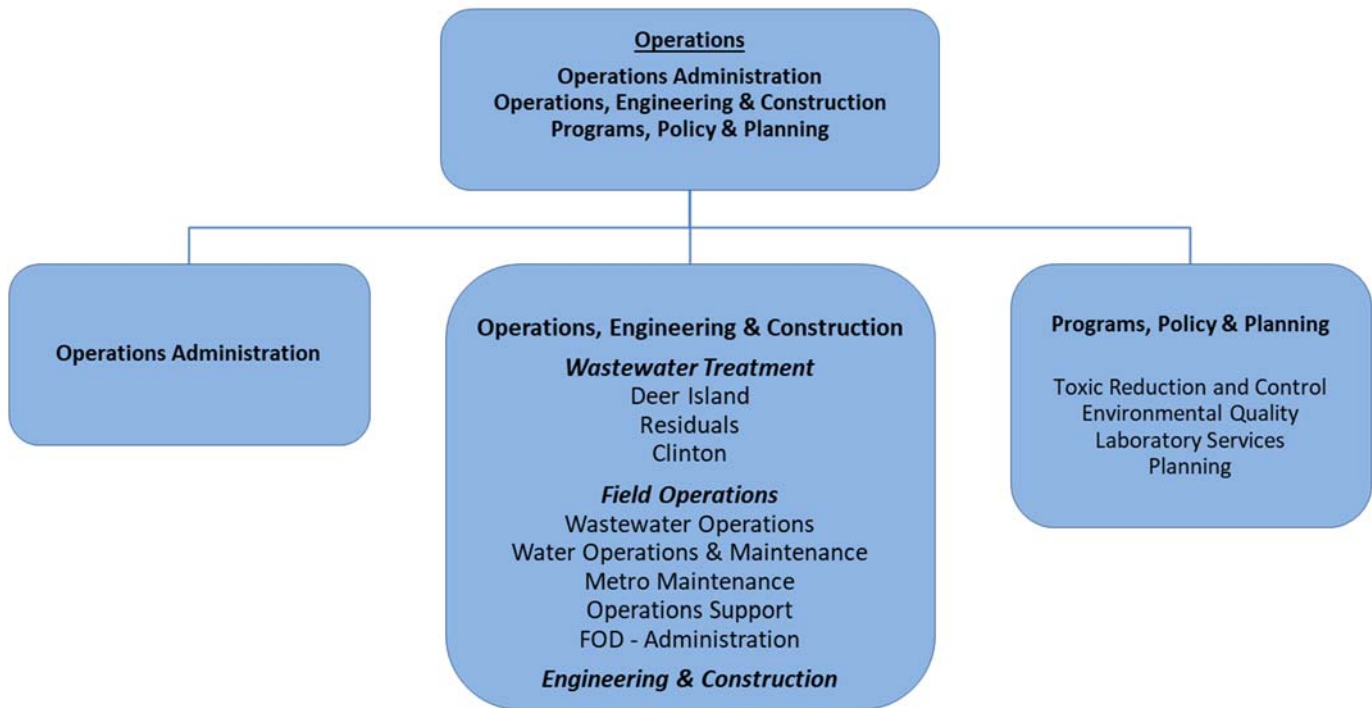 Operations
Operations Administration
Operations, Engineering & Construction
Programs, Policy & Planning
Operations Administration
Operations, Engineering & Construction
Wastewater Treatment
Deer Island
Residuals
Clinton
Field Operations
Wastewater Operations
Water Operations & Maintenance
Metro Maintenance
Operations Support
FOD - Administration
Engineering & Construction
Programs, Policy & Planning
Toxic Reduction and Control
Environmental Quality
Laboratory Services
Planning